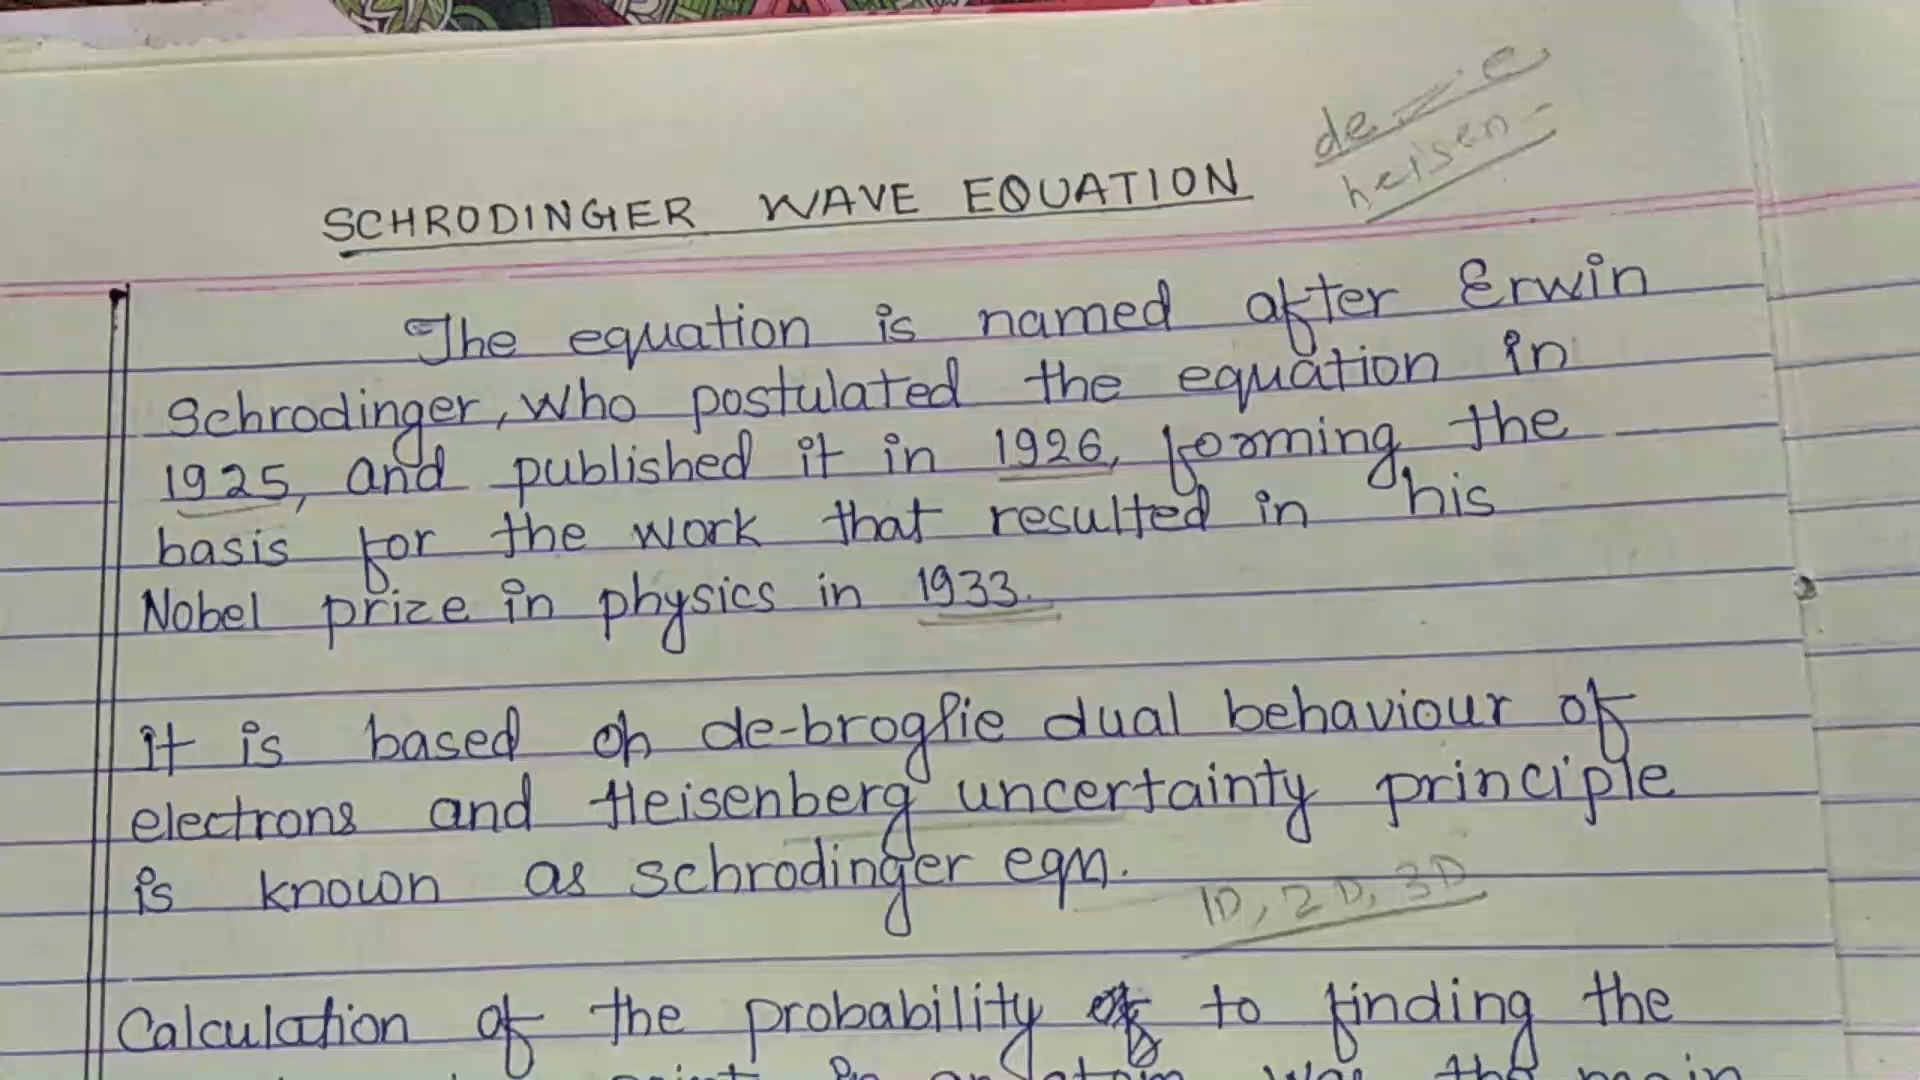 SCHRODINGER WAVE EQUATION
heisen-
The equation is named after Erwin
Schrodinger, who postulated the equation in
1925, and published it in 1926, forming the
basis for the work that resulted in his
Nobel prize in physics in 1933.
it is based on de-broglie dual behaviour of
electrons and Heisenberg uncertainty principle
is known as schrodinger eqn.
1D, 2D, 3D
Calculation of the probability to finding the